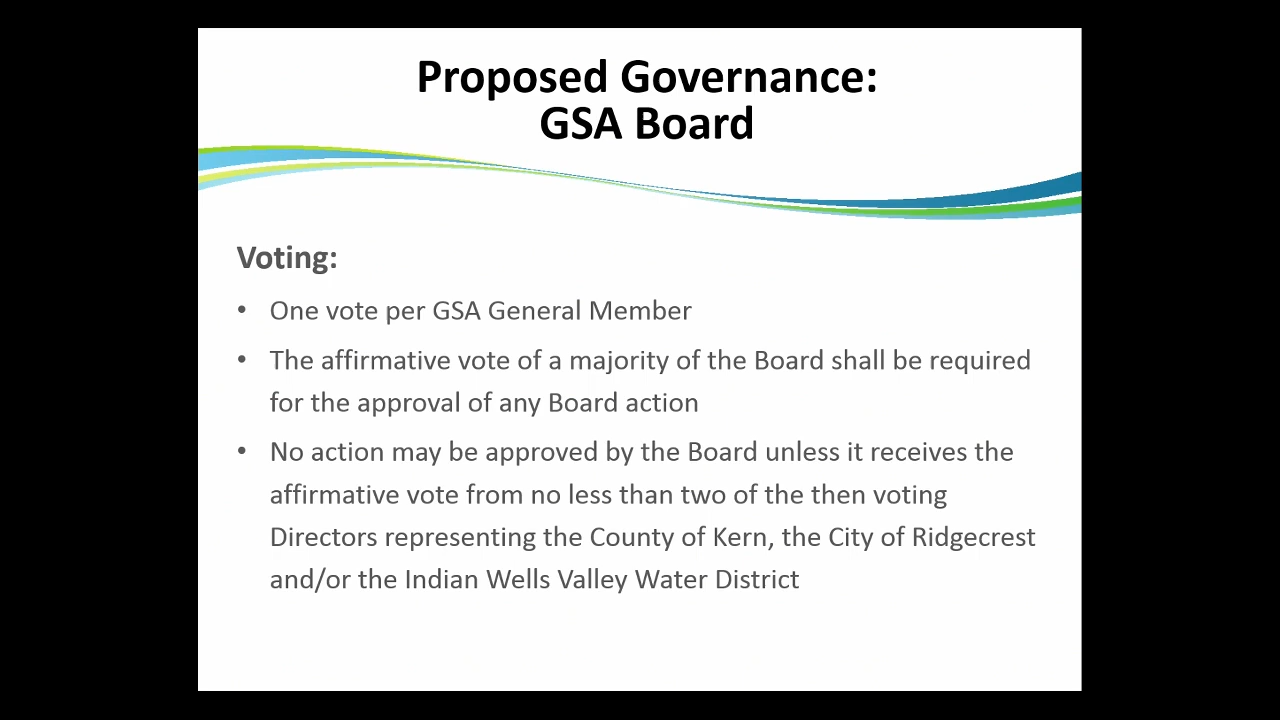 Proposed Governance:
GSA Board
Voting:
• One vote per GSA General Member
• The affirmative vote of a majority of the Board shall be required
for the approval of any Board action
• No action may be approved by the Board unless it receives the
affirmative vote from no less than two of the then voting
Directors representing the County of Kern, the City of Ridgecrest
and/or the Indian Wells Valley Water District